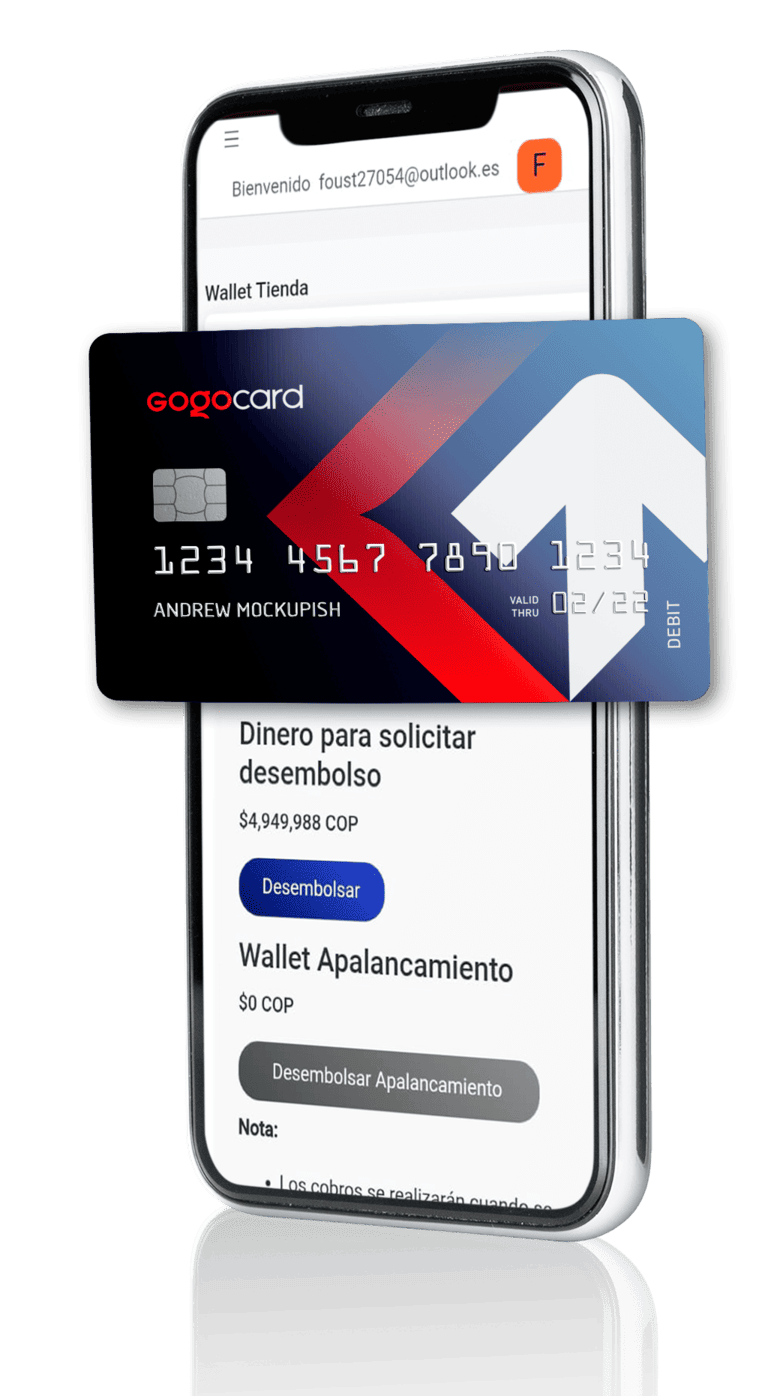 Bienvenido foust27054@outlook.es
F
Wallet Tienda
Gogocard
1234 4567 7890 1234
VALID THRU 02/22
ANDREW MOCKUPISH
DEBIT
Dinero para solicitar
desembolso
$4,949,988 COP
Desembolsar
Wallet Apalancamiento
$0 COP
Desembolsar Apalancamiento
Nota:
• Los cobros se realizarán cuando se